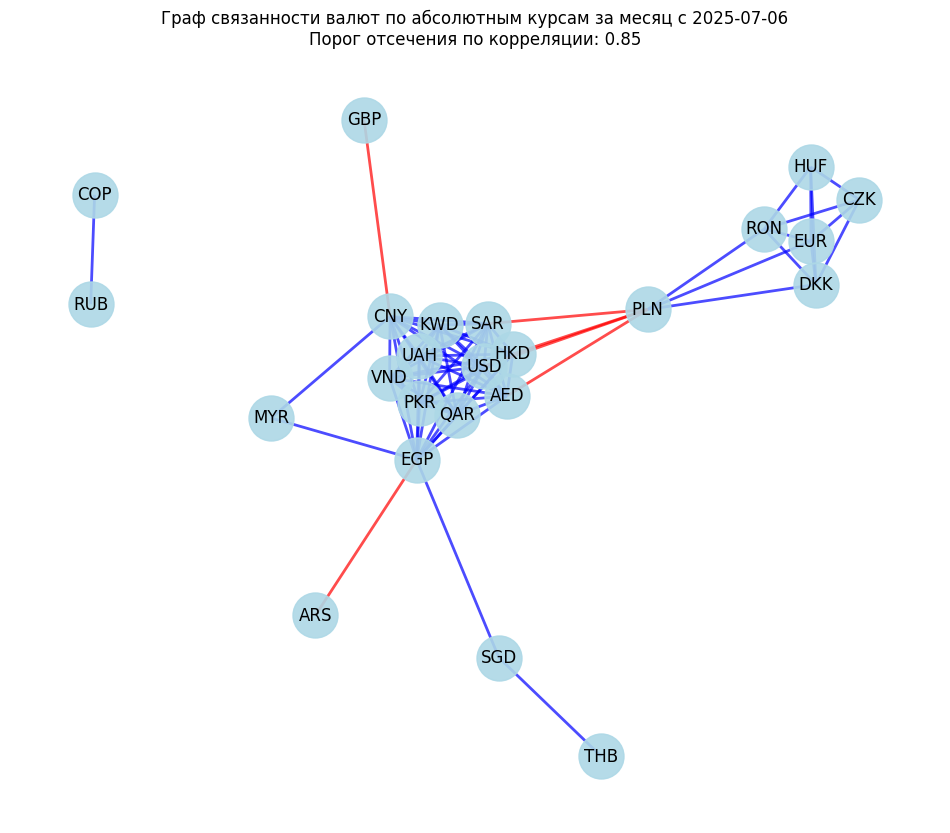 Граф связанности валют по абсолютным курсам за месяц с 2025-07-06
Порог отсечения по корреляции: 0.85
GBP
HUF
COP
CZK
RON
EUR
DKK
RUB
PLN
CNY
KWD
SAR
UAH
HKD
USD
VND
AED
PKR
QAR
MYR
EGP
ARS
SGD
THB